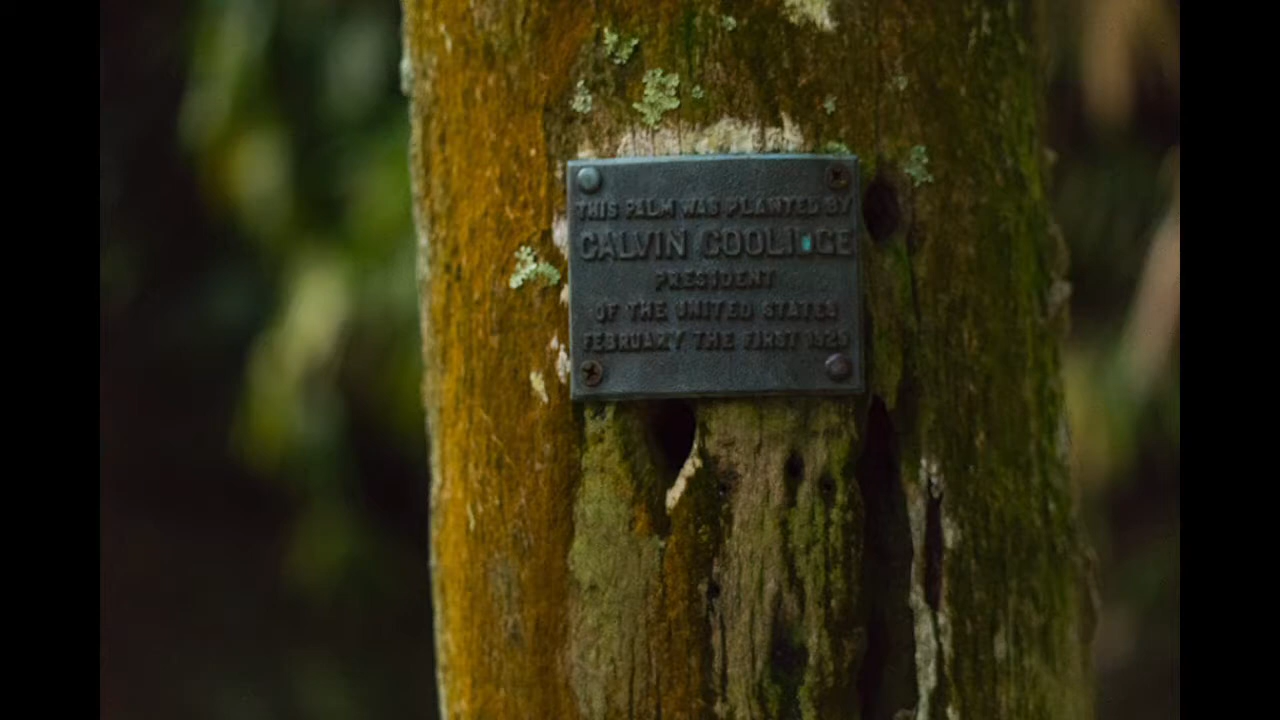 THIS PALM WAS PLANTED BY
CALVIN COOLIDGE
PRESIDENT
OF THE UNITED STATES
FEBRUARY THE FIRST 1929